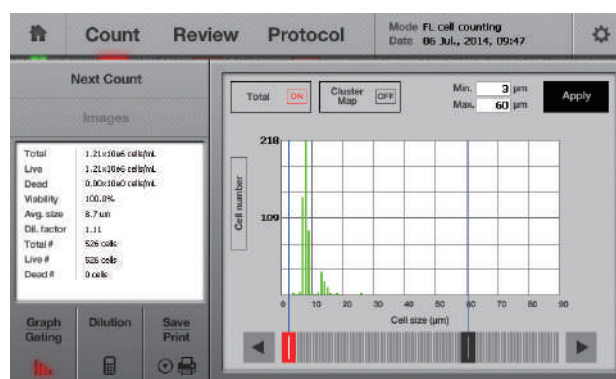 Count Review Protocol
Mode FL cell counting
Date 06 Jul., 2014, 09:47
Next Count
Images
Total 1.21x10e6 cells/mL
Live 1.21x10e6 cells/mL
Dead 0.00x10e0 cells/mL
Viability 100.0%
Avg. size 8.7 um
Dil. factor 1.11
Total # 526 cells
Live # 526 cells
Dead # 0 cells
Graph Gating
Dilution
Save Print
Total ON
Cluster Map OFF
Min. 3 µm
Max. 60 µm
Apply
218
109
Cell number
0 10 20 30 40 50 60 70 80 90
Cell size (µm)